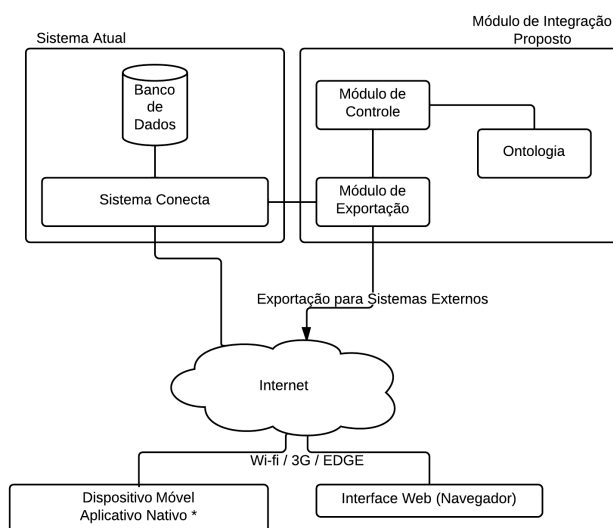 Módulo de Integração
Proposto
Sistema Atual
Banco
de
Dados
Módulo de
Controle
Ontologia
Sistema Conecta
Módulo de
Exportação
Exportação para Sistemas Externos
Internet
Wi-fi / 3G / EDGE
Dispositivo Móvel
Aplicativo Nativo *
Interface Web (Navegador)